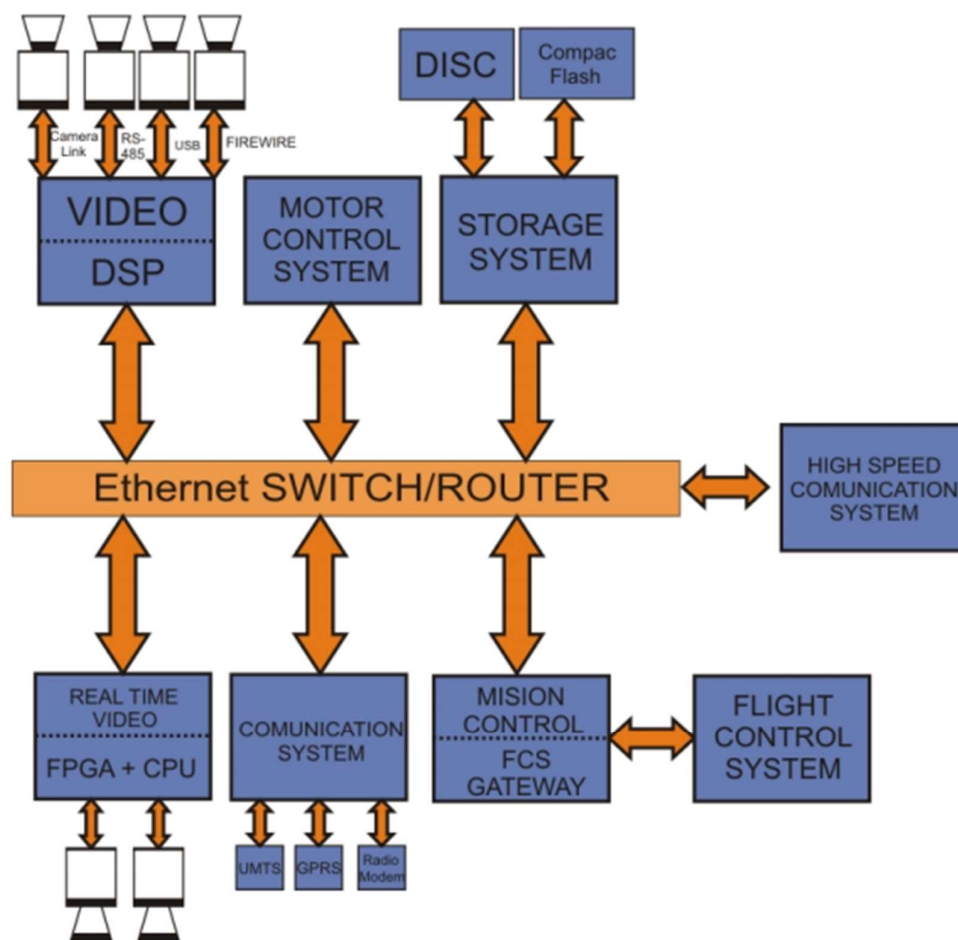 DISC
Compac
Flash
Camera
Link
RS-
485
USB
FIREWIRE
VIDEO
DSP
MOTOR
CONTROL
SYSTEM
STORAGE
SYSTEM
Ethernet SWITCH/ROUTER
HIGH SPEED
COMUNICATION
SYSTEM
REAL TIME
VIDEO
FPGA + CPU
COMUNICATION
SYSTEM
MISION
CONTROL
FCS
GATEWAY
FLIGHT
CONTROL
SYSTEM
UMTS
GPRS
Radio
Modem